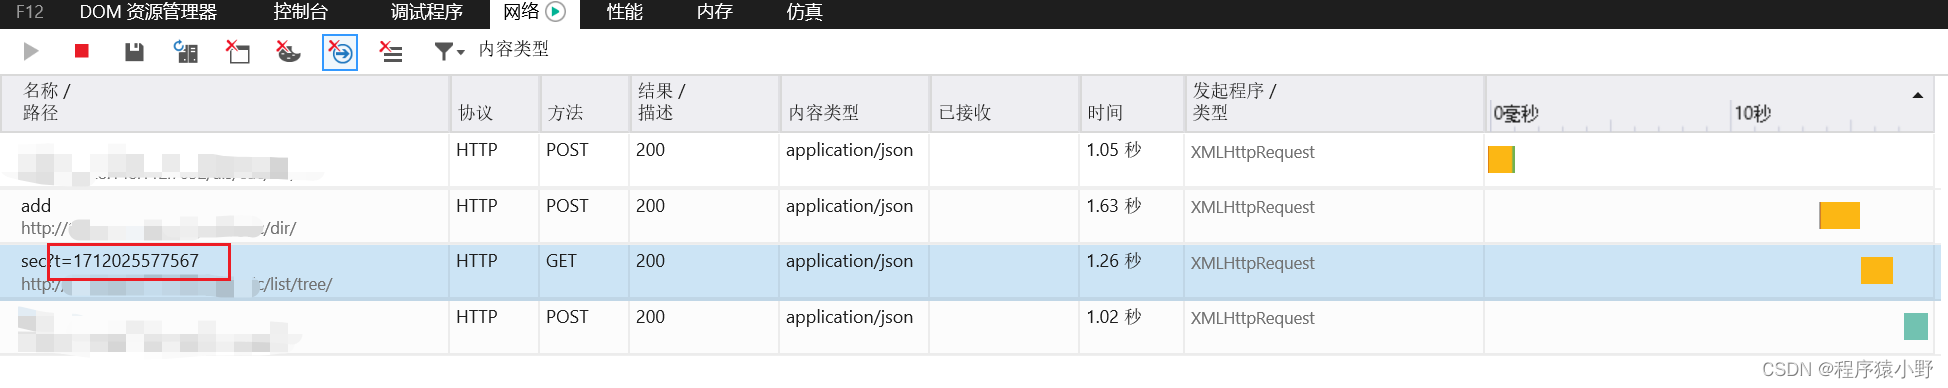 F12 DOM 资源管理器 控制台 调试程序 网络 性能 内存 仿真
内容类型
名称 / 路径 协议 方法 结果 / 描述 内容类型 已接收 时间 发起程序 / 类型 0毫秒 10秒
HTTP POST 200 application/json 1.05 秒 XMLHttpRequest
add HTTP POST 200 application/json 1.63 秒 XMLHttpRequest
http:// /dir/
sec?t=1712025577567 HTTP GET 200 application/json 1.26 秒 XMLHttpRequest
http:// c/list/tree/
HTTP POST 200 application/json 1.02 秒 XMLHttpRequest
CSDN @程序猿小野